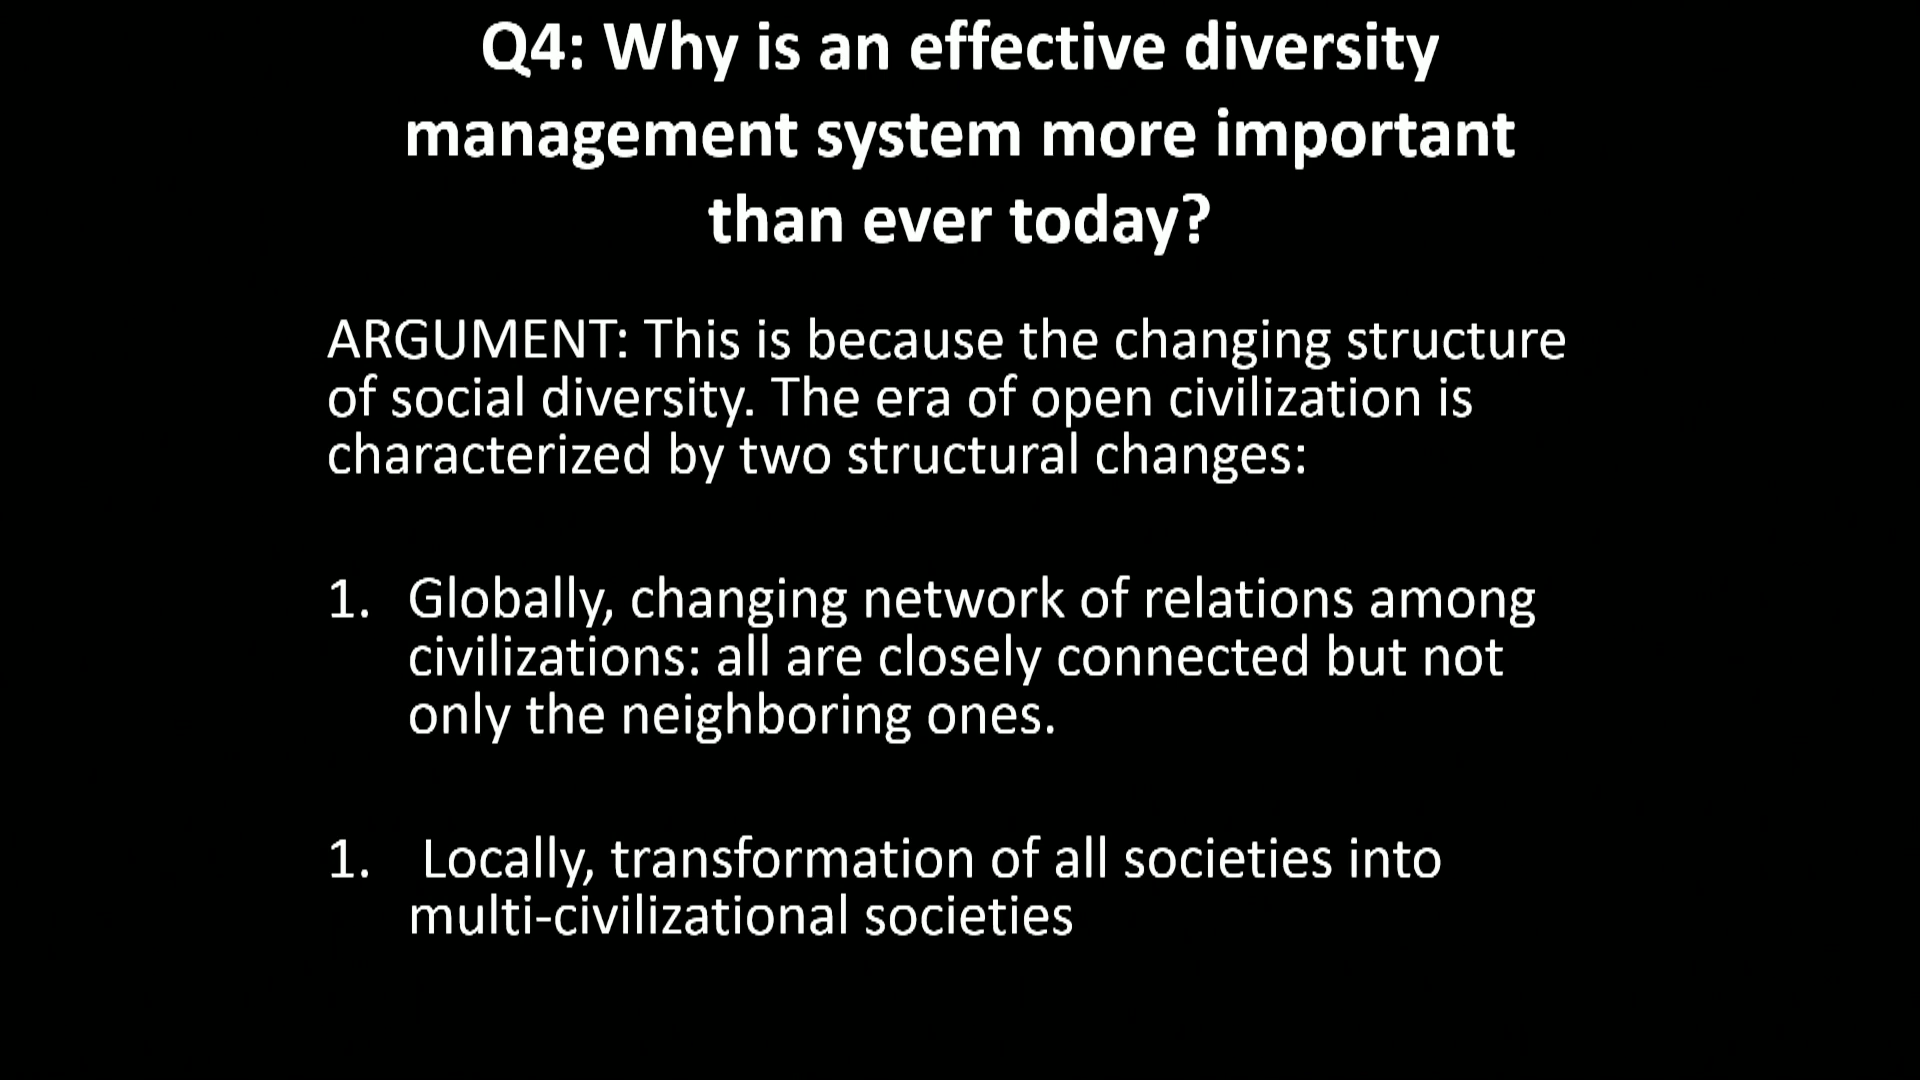 Q4: Why is an effective diversity
management system more important
than ever today?
ARGUMENT: This is because the changing structure
of social diversity. The era of open civilization is
characterized by two structural changes:
1. Globally, changing network of relations among
civilizations: all are closely connected but not
only the neighboring ones.
1. Locally, transformation of all societies into
multi-civilizational societies